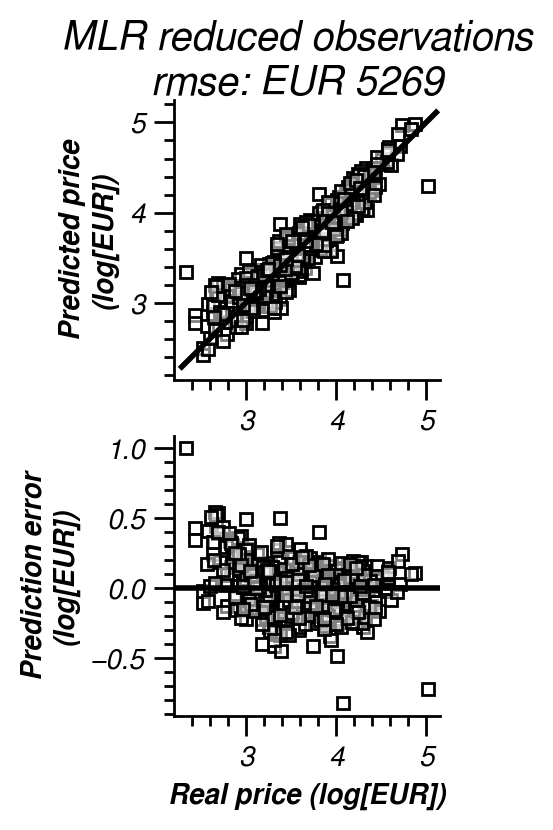 MLR reduced observations
rmse: EUR 5269
5
4
3
Predicted price
(log[EUR])
3
4
5
1.0
0.5
0.0
−0.5
Prediction error
(log[EUR])
3
4
5
Real price (log[EUR])